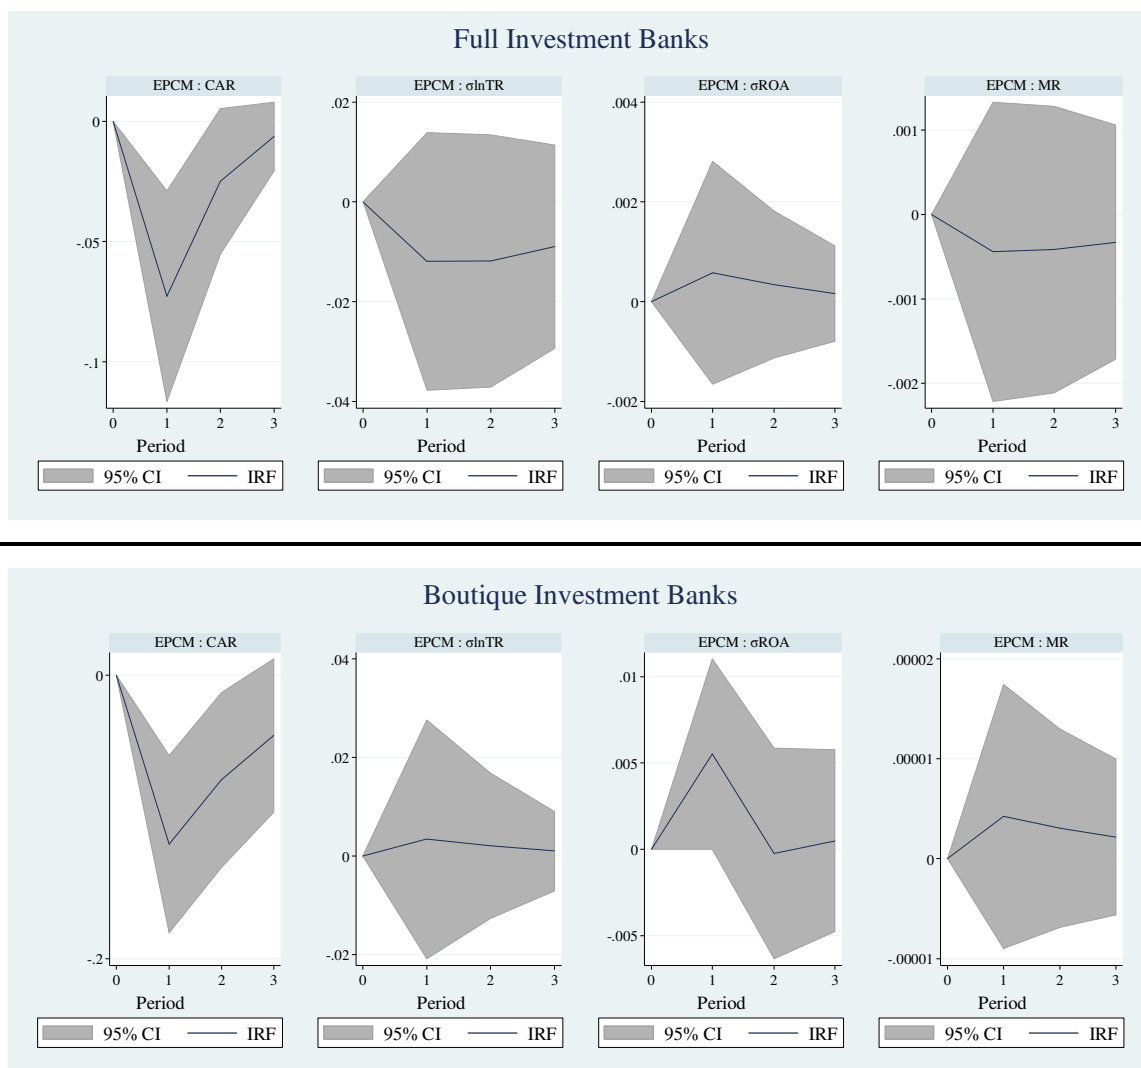 Full Investment Banks
EPCM : CAR
EPCM : σlnTR
EPCM : σROA
EPCM : MR
0
-.05
-.1
.02
0
-.02
-.04
.004
.002
0
-.002
.001
0
-.001
-.002
0 1 2 3
0 1 2 3
0 1 2 3
0 1 2 3
Period
Period
Period
Period
95% CI IRF
95% CI IRF
95% CI IRF
95% CI IRF
Boutique Investment Banks
EPCM : CAR
EPCM : σlnTR
EPCM : σROA
EPCM : MR
0
-.2
.04
.02
0
-.02
.01
.005
0
-.005
.00002
.00001
0
-.00001
0 1 2 3
0 1 2 3
0 1 2 3
0 1 2 3
Period
Period
Period
Period
95% CI IRF
95% CI IRF
95% CI IRF
95% CI IRF